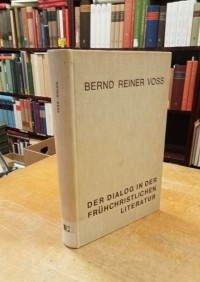 BERND REINER VOSS
DER DIALOG IN DER
FRÜHCHRISTLICHEN
LITERATUR